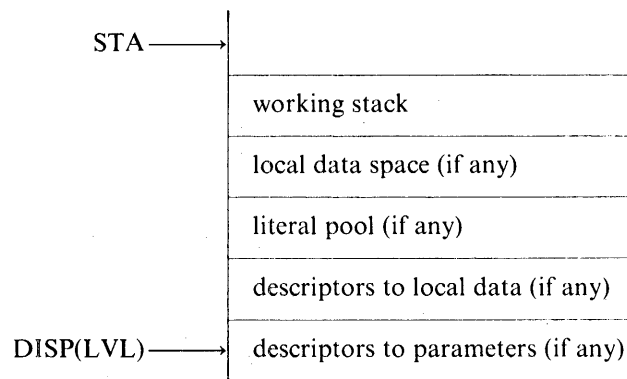 STA
working stack
local data space (if any)
literal pool (if any)
descriptors to local data (if any)
DISP(LVL)
descriptors to parameters (if any)